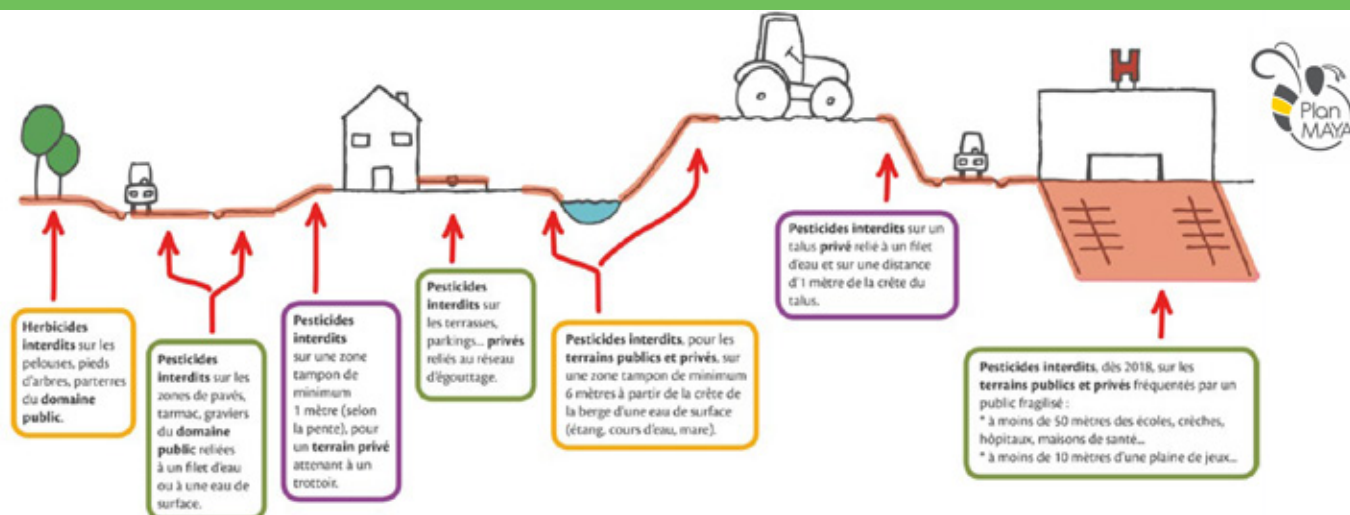 H
Plan
MAYA
Herbicides
interdits sur les
pelouses, pieds
d'arbres, parterres
du domaine
public.
Pesticides
interdits sur les
zones de pavés,
tarmac, graviers
du domaine
public reliées
à un filet d'eau
ou à une eau de
surface.
Pesticides
interdits
sur une zone
tampon de
minimum
1 mètre (selon
la pente), pour
un terrain privé
attenant à un
trottoir.
Pesticides
interdits sur
les terrasses,
parkings... privés
reliés au réseau
d'égouttage.
Pesticides interdits, pour les
terrains publics et privés, sur
une zone tampon de minimum
6 mètres à partir de la crête de
la berge d'une eau de surface
(étang, cours d'eau, mare).
Pesticides interdits sur un
talus privé relié à un filet
d'eau et sur une distance
d'1 mètre de la crête du
talus.
Pesticides interdits, dès 2018, sur les
terrains publics et privés fréquentés par un
public fragilisé :
* à moins de 50 mètres des écoles, crèches,
hôpitaux, maisons de santé...
* à moins de 10 mètres d'une plaine de jeux...